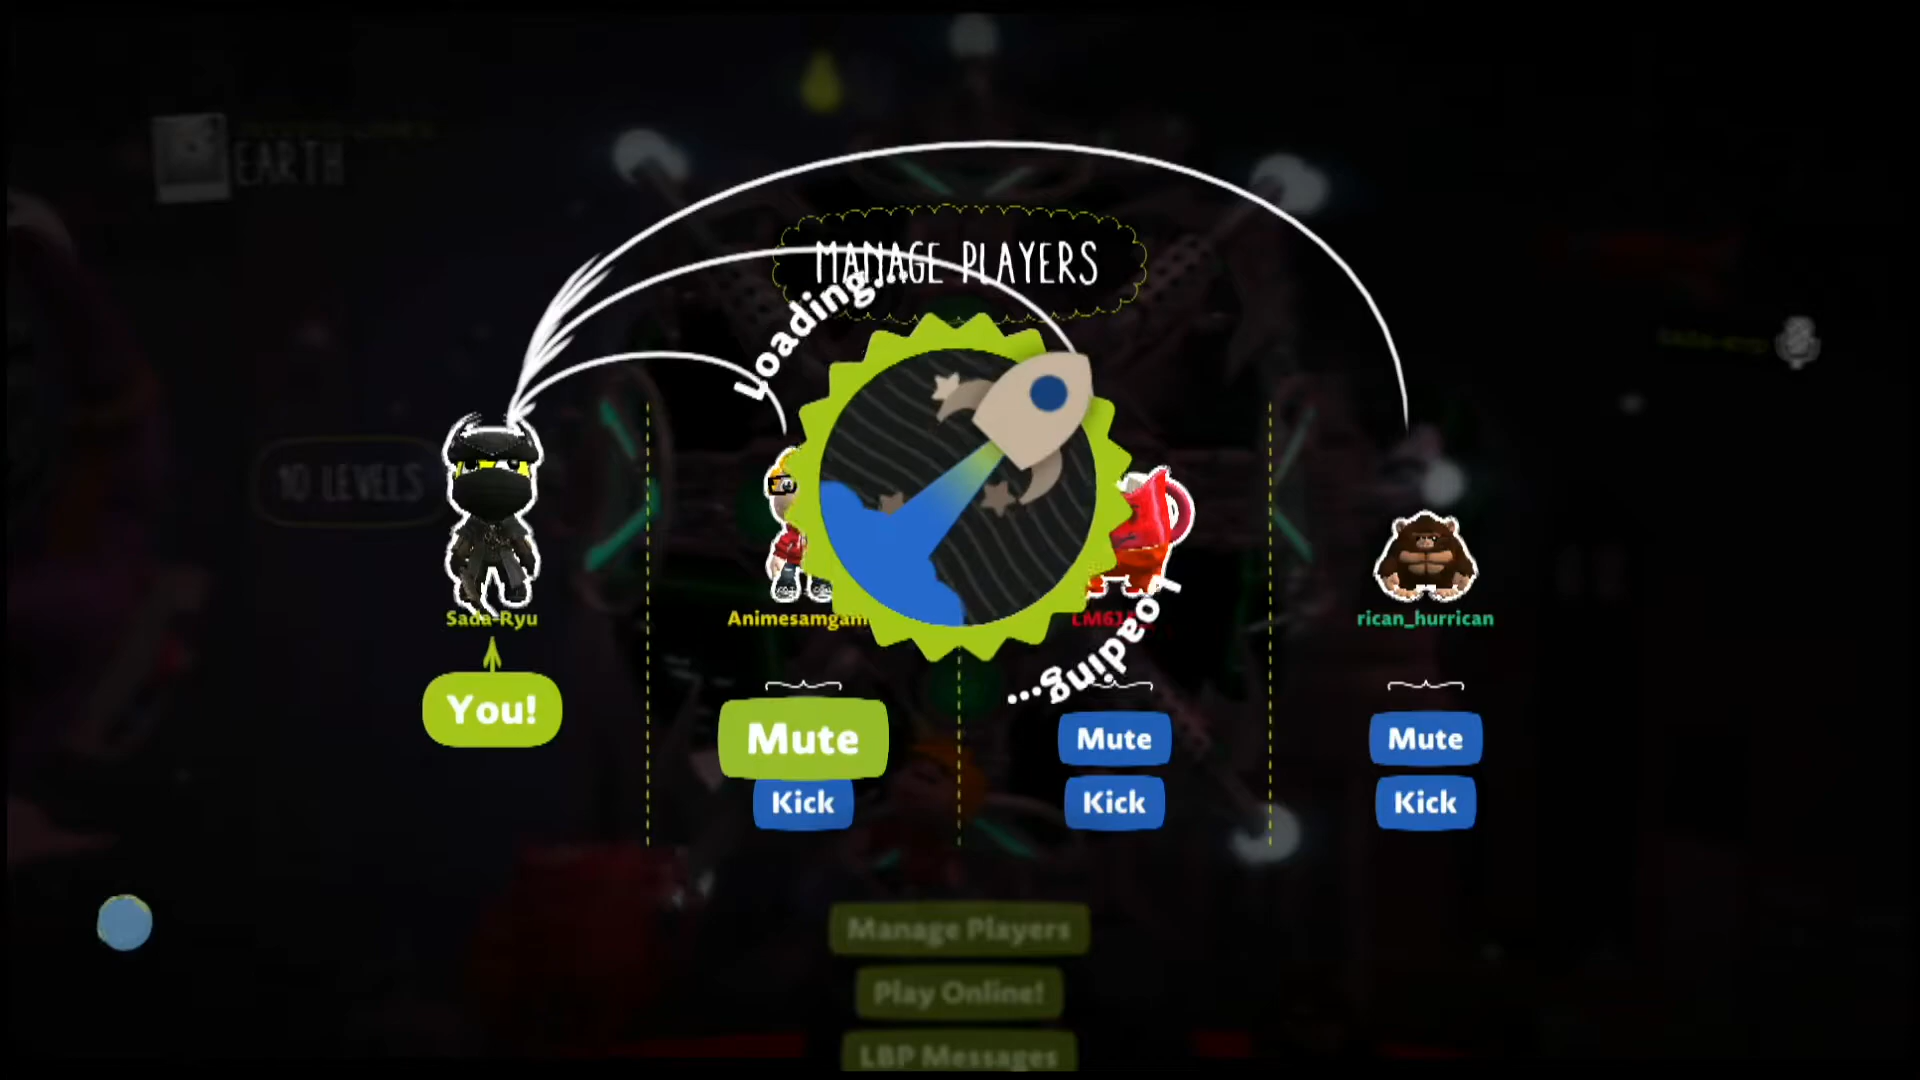 EARTH
MANAGE PLAYERS
Loading...
10 LEVELS
Sada-Ryu
Animesamgam
LM61
rican_hurrican
Loading...
You!
Mute
Mute
Mute
Kick
Kick
Kick
Manage Players
Play Online!
LBP Messages